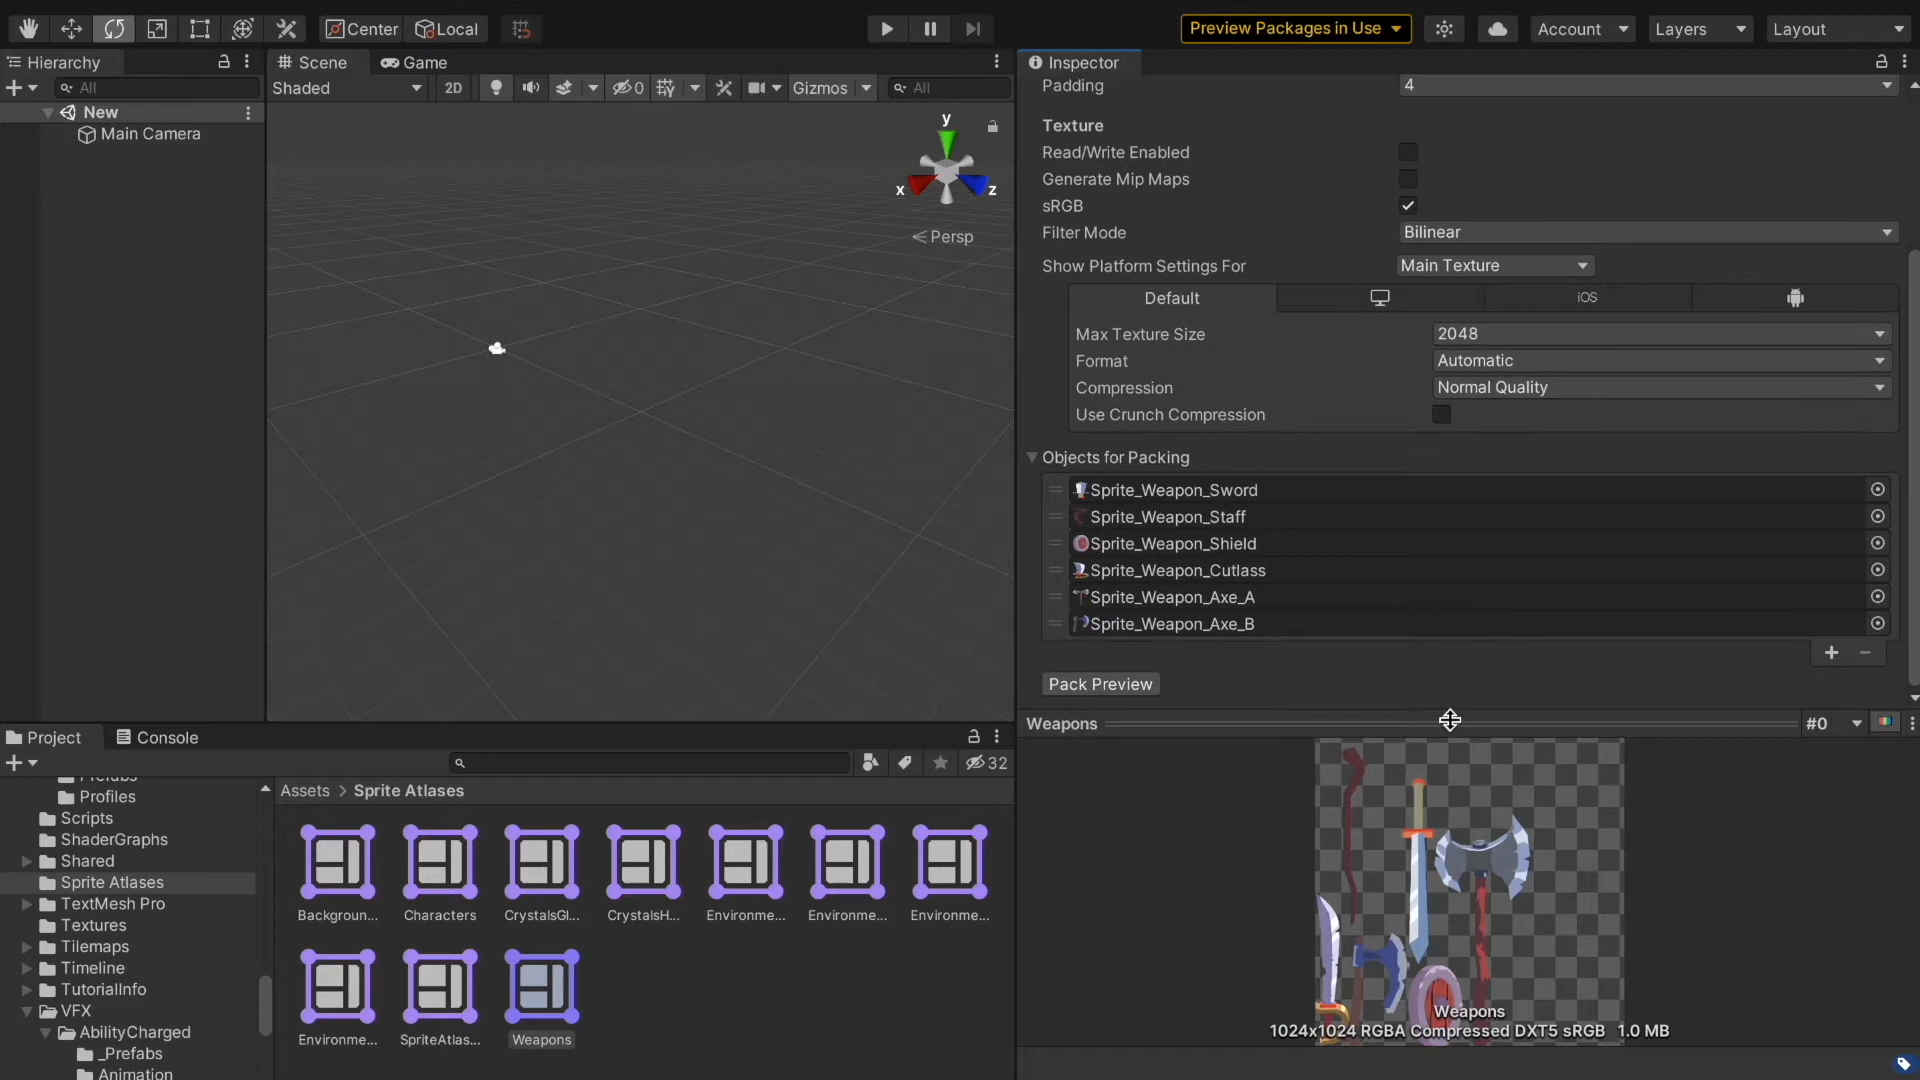 Center
Local
Preview Packages in Use
Account
Layers
Layout
Hierarchy
All
New
Main Camera
Scene
Game
Shaded
2D
0
Gizmos
All
y
x
z
Persp
Inspector
Padding 4
Texture
Read/Write Enabled
Generate Mip Maps
sRGB
Filter Mode Bilinear
Show Platform Settings For Main Texture
Default iOS
Max Texture Size 2048
Format Automatic
Compression Normal Quality
Use Crunch Compression
Objects for Packing
Sprite_Weapon_Sword
Sprite_Weapon_Staff
Sprite_Weapon_Shield
Sprite_Weapon_Cutlass
Sprite_Weapon_Axe_A
Sprite_Weapon_Axe_B
Pack Preview
Weapons #0
Weapons
1024x1024 RGBA Compressed DXT5 sRGB 1.0 MB
Project
Console
32
Prefabs
Profiles
Scripts
ShaderGraphs
Shared
Sprite Atlases
TextMesh Pro
Textures
Tilemaps
Timeline
TutorialInfo
VFX
AbilityCharged
_Prefabs
Animation
Assets > Sprite Atlases
Backgroun...
Characters
CrystalsGl...
CrystalsH...
Environme...
Environme...
Environme...
Environme...
SpriteAtlas...
Weapons